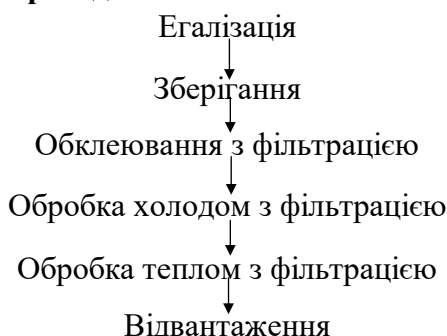 Егалізація
Зберігання
Обклеювання з фільтрацією
Обробка холодом з фільтрацією
Обробка теплом з фільтрацією
Відвантаження